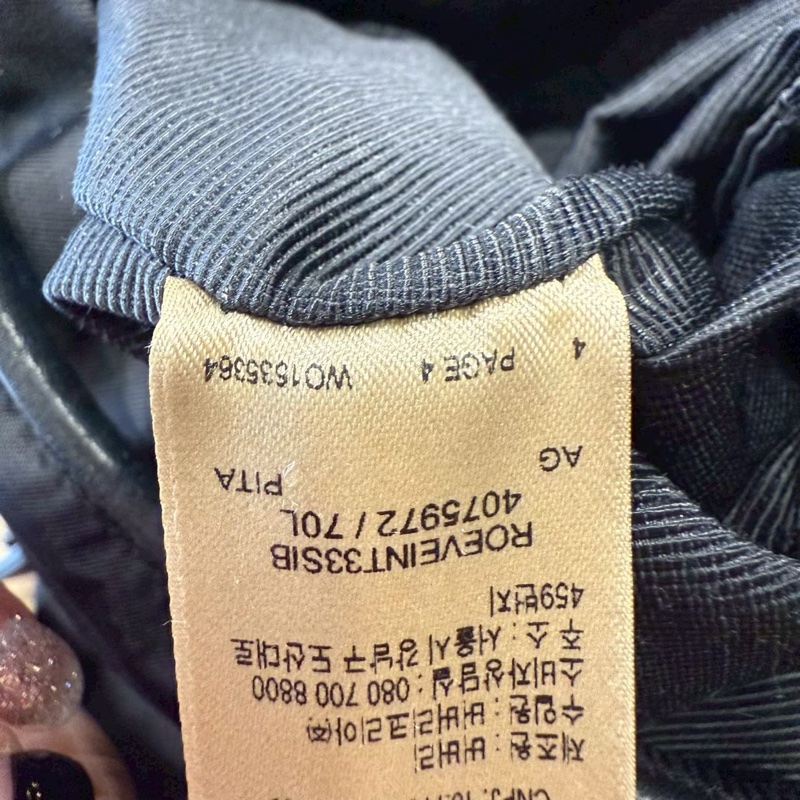 제조원 : 버버리
수입원 : 버버리코리아(주)
소비자상담실 : 080 700 8800
주 소 : 서울시 강남구 도산대로
459번지
ROEVEINT33SIB
4075972 / 70L
AG PITA
4 PAGE 4 WO1535364